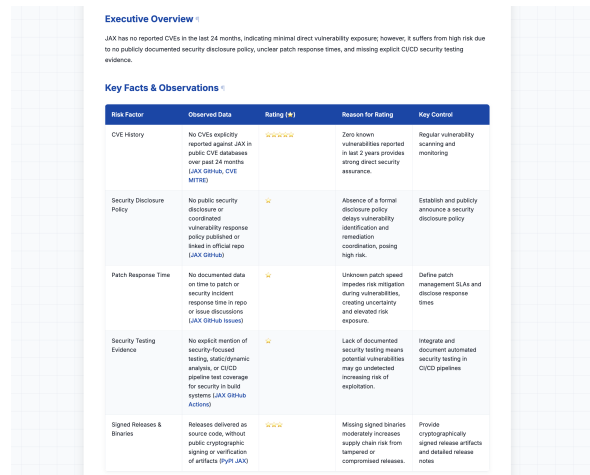 Executive Overview ¶
JAX has no reported CVEs in the last 24 months, indicating minimal direct vulnerability exposure; however, it suffers from high risk due
to no publicly documented security disclosure policy, unclear patch response times, and missing explicit CI/CD security testing
evidence.
Key Facts & Observations ¶
Risk Factor Observed Data Rating (⭐) Reason for Rating Key Control
CVE History
No CVEs explicitly
reported against JAX in
public CVE databases
over past 24 months
(JAX GitHub, CVE
MITRE)
⭐⭐⭐⭐⭐
Zero known
vulnerabilities reported
in last 2 years provides
strong direct security
assurance.
Regular vulnerability
scanning and
monitoring
Security Disclosure
Policy
No public security
disclosure or
coordinated
vulnerability response
policy published or
linked in official repo
(JAX GitHub)
⭐
Absence of a formal
disclosure policy
delays vulnerability
identification and
remediation
coordination, posing
high risk.
Establish and publicly
announce a security
disclosure policy
Patch Response Time
No documented data
on time to patch or
security incident
response time in repo
or issue discussions
(JAX GitHub Issues)
⭐
Unknown patch speed
impedes risk mitigation
during vulnerabilities,
creating uncertainty
and elevated risk
exposure.
Define patch
management SLAs and
disclose response
times
Security Testing
Evidence
No explicit mention of
security-focused
testing, static/dynamic
analysis, or CI/CD
pipeline test coverage
for security in build
systems (JAX GitHub
Actions)
⭐
Lack of documented
security testing means
potential vulnerabilities
may go undetected
increasing risk of
exploitation.
Integrate and
document automated
security testing in
CI/CD pipelines
Signed Releases &
Binaries
Releases delivered as
source code, without
public cryptographic
signing or verification
of artifacts (PyPI JAX)
⭐⭐⭐
Missing signed binaries
moderately increases
supply chain risk from
tampered or
compromised releases.
Provide
cryptographically
signed release artifacts
and detailed release
notes